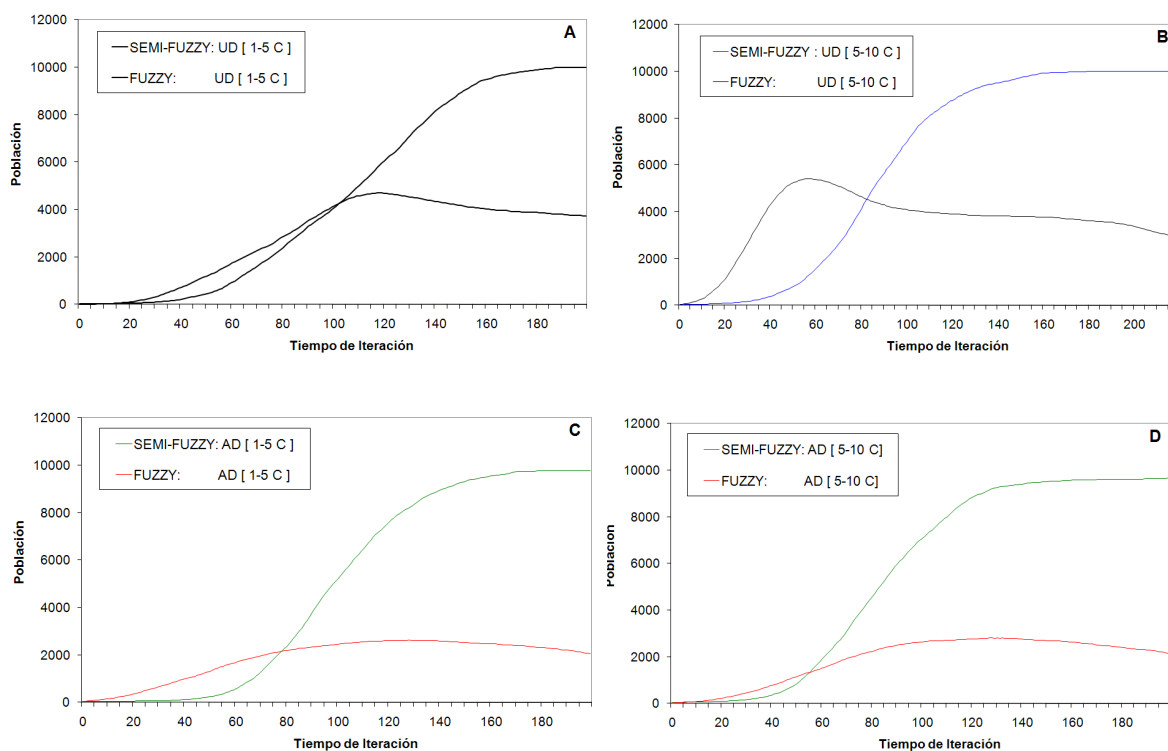 12000
A
SEMI-FUZZY: UD [ 1-5 C ]
FUZZY: UD [ 1-5 C ]
10000
8000
6000
4000
2000
0
Población
0 20 40 60 80 100 120 140 160 180
Tiempo de Iteración
12000
B
SEMI-FUZZY : UD [ 5-10 C ]
FUZZY: UD [ 5-10 C ]
10000
8000
6000
4000
2000
0
Población
0 20 40 60 80 100 120 140 160 180 200
Tiempo de Iteración
12000
C
SEMI-FUZZY: AD [ 1-5 C ]
FUZZY: AD [ 1-5 C ]
10000
8000
6000
4000
2000
0
Población
0 20 40 60 80 100 120 140 160 180
Tiempo de Iteración
12000
D
SEMI-FUZZY: AD [ 5-10 C]
FUZZY: AD [ 5-10 C]
10000
8000
6000
4000
2000
0
Población
0 20 40 60 80 100 120 140 160 180
Tiempo de Iteración